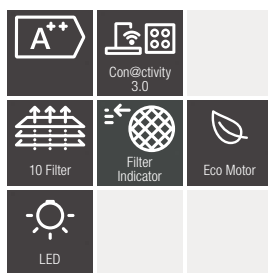 A++
Con@ctivity
3.0
10 Filter
Filter
Indicator
Eco Motor
LED